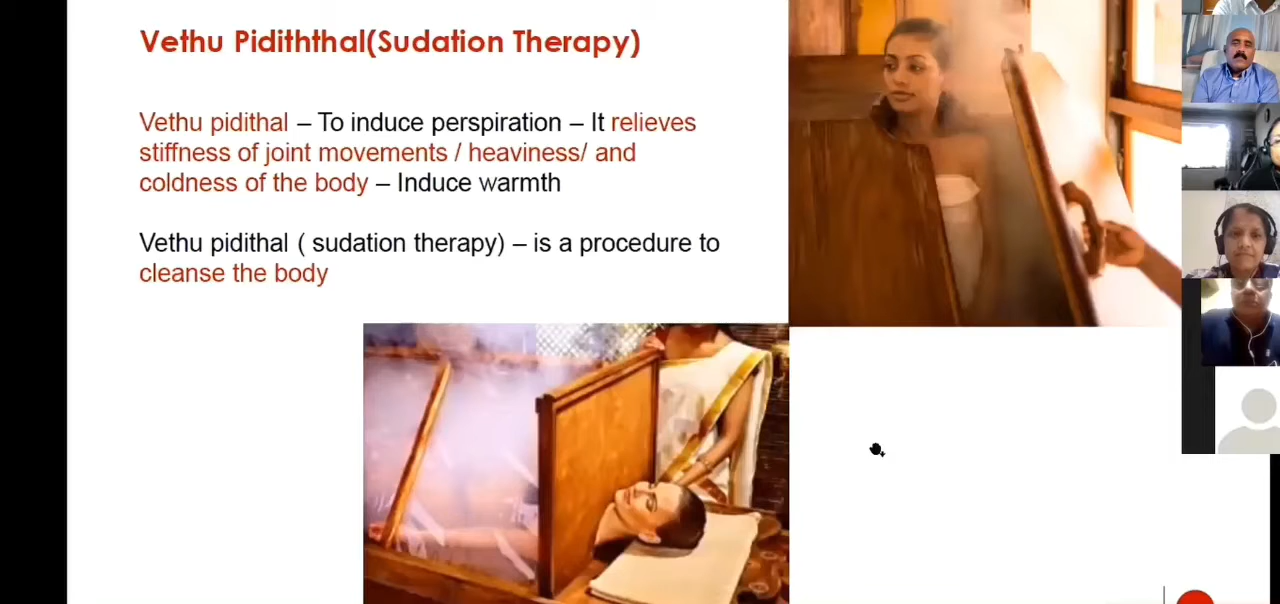 Vethu Pidiththal(Sudation Therapy)
Vethu pidithal – To induce perspiration – It relieves
stiffness of joint movements / heaviness/ and
coldness of the body – Induce warmth
Vethu pidithal ( sudation therapy) – is a procedure to
cleanse the body